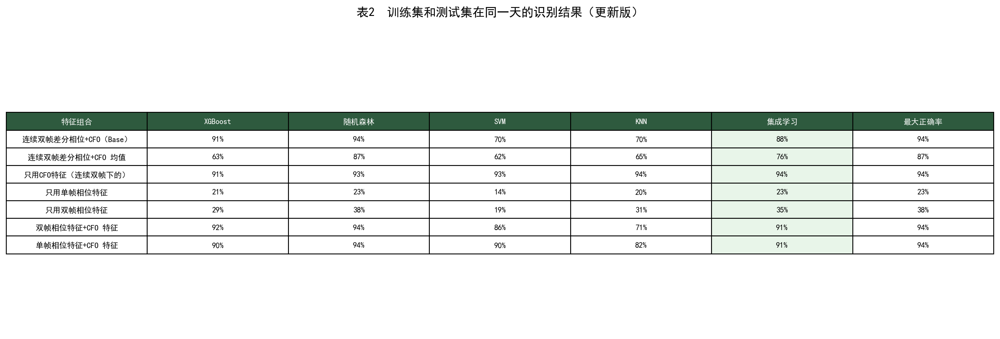 表2　训练集和测试集在同一天的识别结果（更新版）
特征组合 XGBoost 随机森林 SVM KNN 集成学习 最大正确率
连续双帧差分相位+CFO（Base） 91% 94% 70% 70% 88% 94%
连续双帧差分相位+CFO 均值 63% 87% 62% 65% 76% 87%
只用CFO特征（连续双帧下的） 91% 93% 93% 94% 94% 94%
只用单帧相位特征 21% 23% 14% 20% 23% 23%
只用双帧相位特征 29% 38% 19% 31% 35% 38%
双帧相位特征+CFO 特征 92% 94% 86% 71% 91% 94%
单帧相位特征+CFO 特征 90% 94% 90% 82% 91% 94%